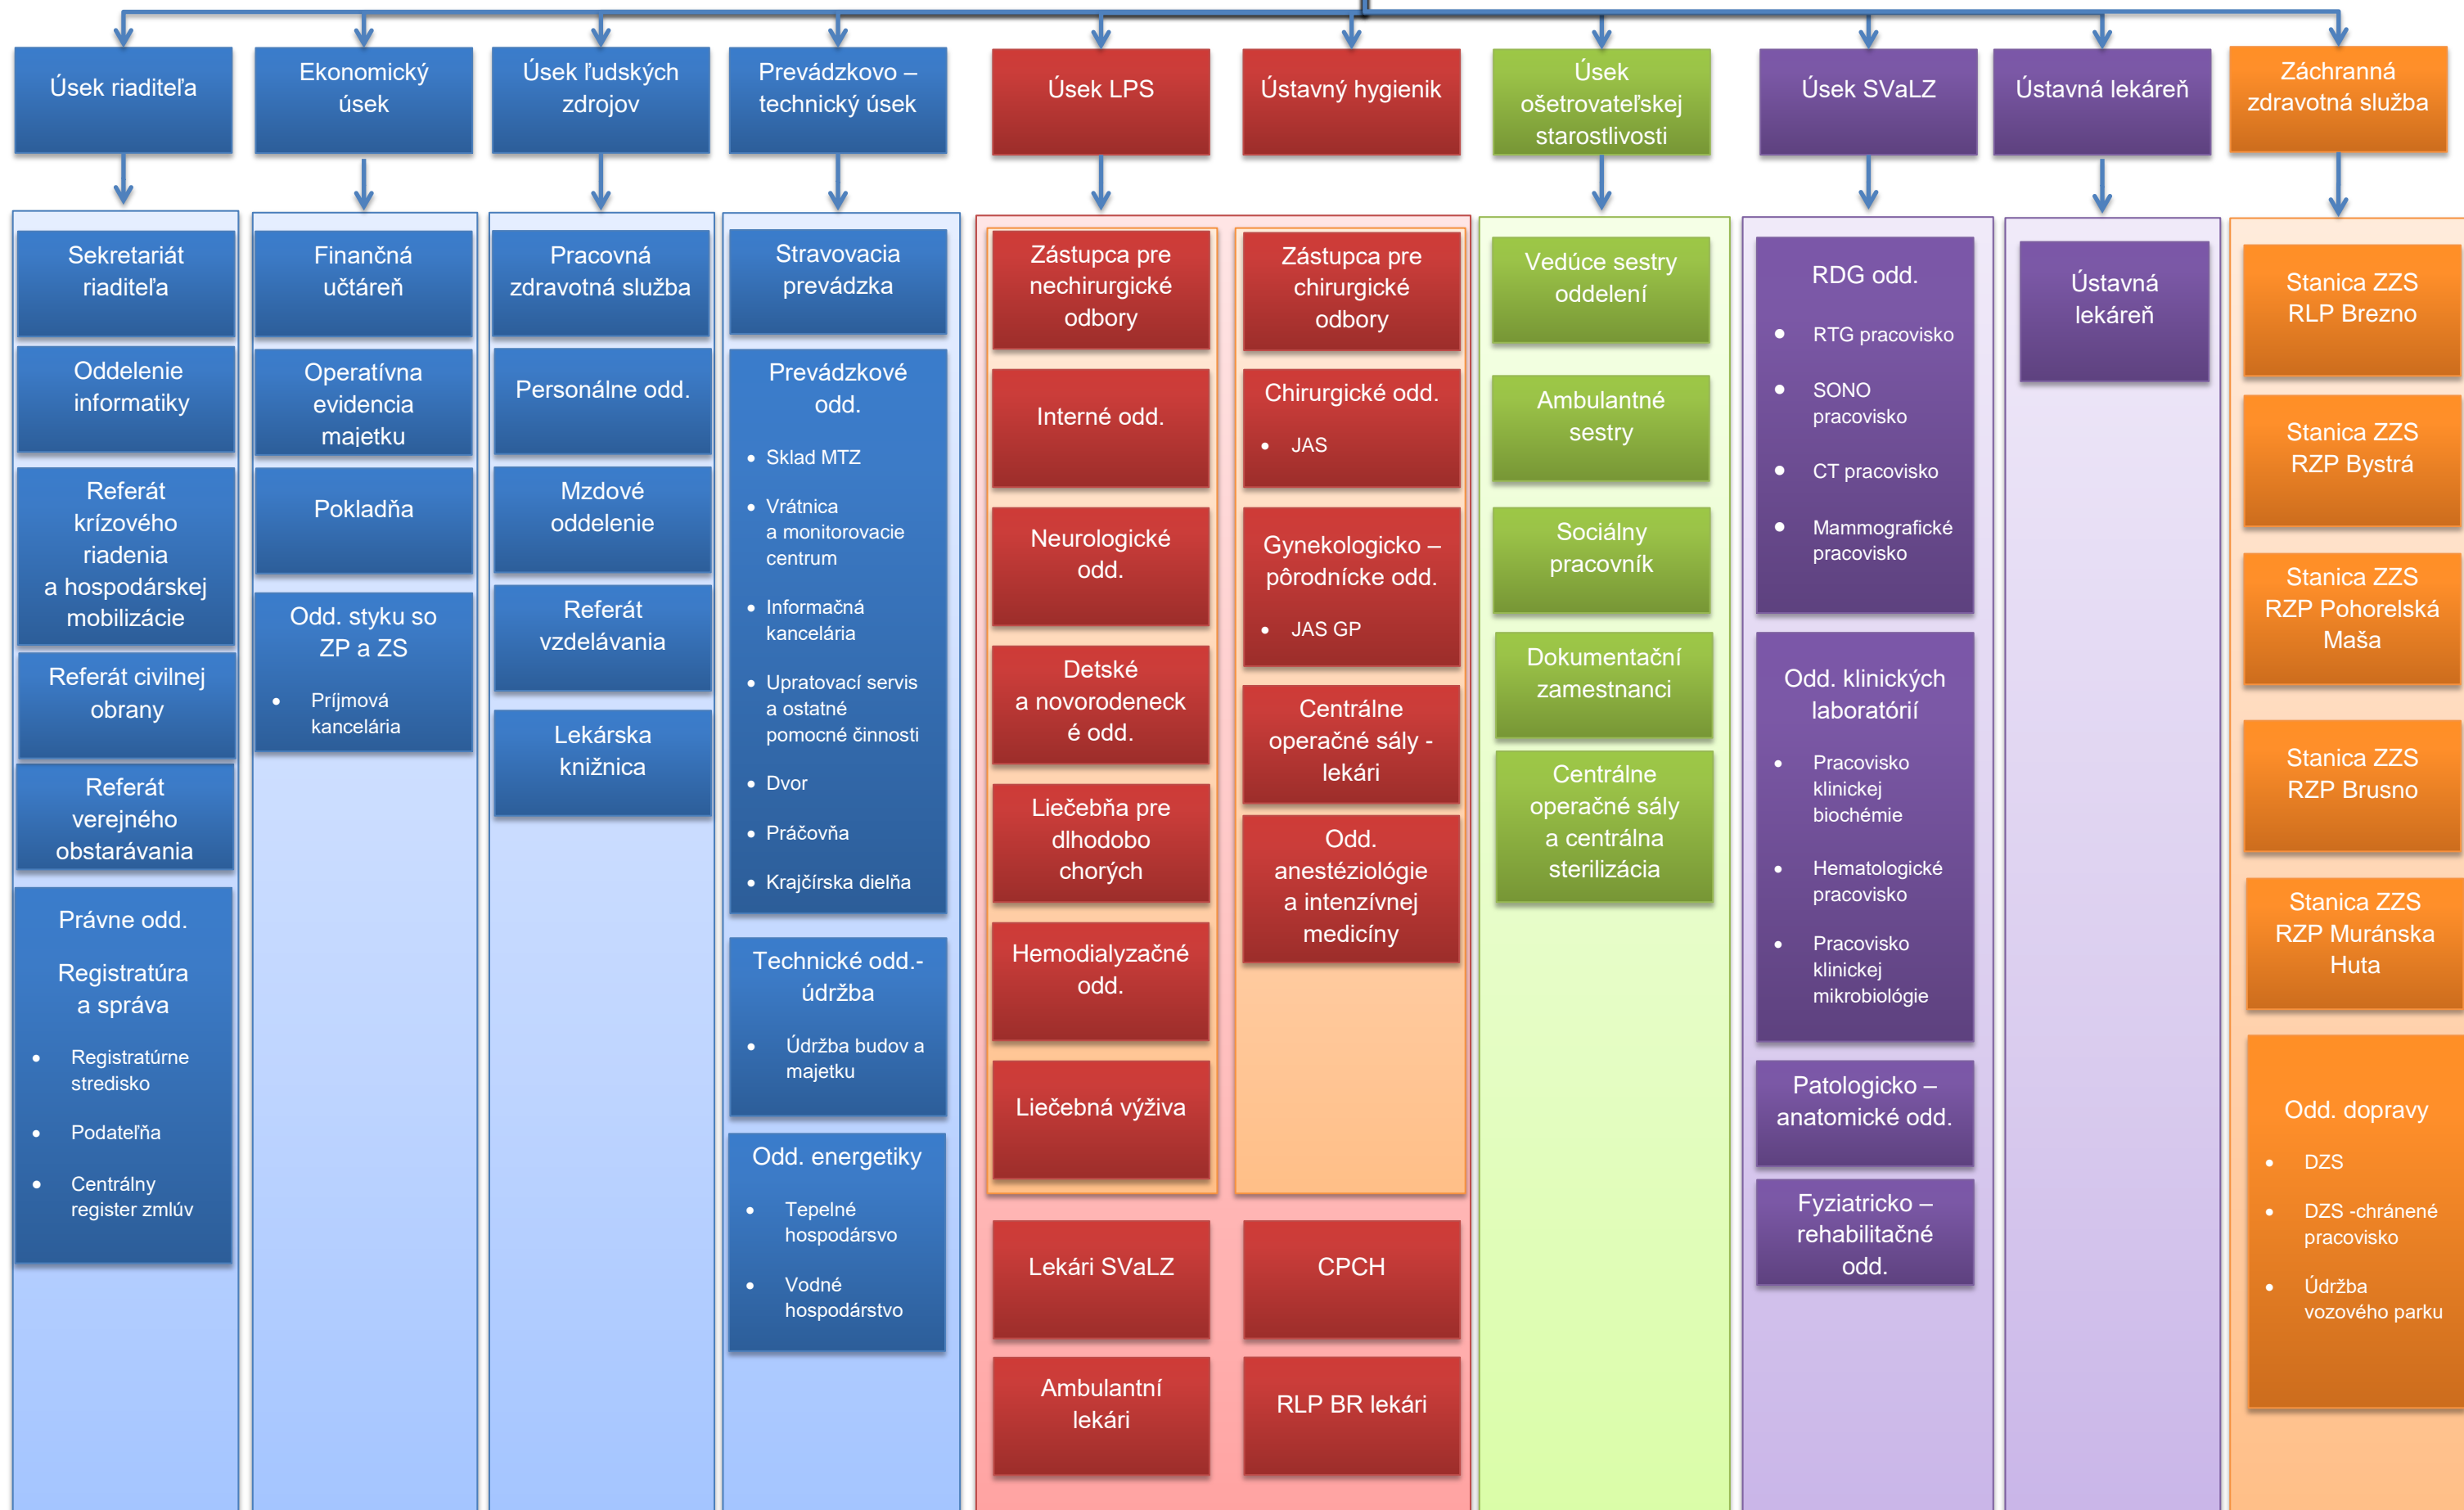 Úsek riaditeľa
Ekonomický
úsek
Úsek ľudských
zdrojov
Prevádzkovo –
technický úsek
Úsek LPS
Ústavný hygienik
Úsek
ošetrovateľskej
starostlivosti
Úsek SVaLZ
Ústavná lekáreň
Záchranná
zdravotná služba
Sekretariát
riaditeľa
Oddelenie
informatiky
Referát
krízového
riadenia
a hospodárskej
mobilizácie
Referát civilnej
obrany
Referát
verejného
obstarávania
Právne odd.
Registratúra
a správa
• Registratúrne
stredisko
• Podateľňa
• Centrálny
register zmlúv
Finančná
učtáreň
Operatívna
evidencia
majetku
Pokladňa
Odd. styku so
ZP a ZS
• Príjmová
kancelária
Pracovná
zdravotná služba
Personálne odd.
Mzdové
oddelenie
Referát
vzdelávania
Lekárska
knižnica
Stravovacia
prevádzka
Prevádzkové
odd.
• Sklad MTZ
• Vrátnica
a monitorovacie
centrum
• Informačná
kancelária
• Upratovací servis
a ostatné
pomocné činnosti
• Dvor
• Práčovňa
• Krajčírska dielňa
Technické odd.-
údržba
• Údržba budov a
majetku
Odd. energetiky
• Tepelné
hospodársvo
• Vodné
hospodárstvo
Zástupca pre
nechirurgické
odbory
Interné odd.
Neurologické
odd.
Detské
a novorodeneck
é odd.
Liečebňa pre
dlhodobo
chorých
Hemodialyzačné
odd.
Liečebná výživa
Lekári SVaLZ
Ambulantní
lekári
Zástupca pre
chirurgické
odbory
Chirurgické odd.
• JAS
Gynekologicko –
pôrodnícke odd.
• JAS GP
Centrálne
operačné sály -
lekári
Odd.
anestéziológie
a intenzívnej
medicíny
CPCH
RLP BR lekári
Vedúce sestry
oddelení
Ambulantné
sestry
Sociálny
pracovník
Dokumentační
zamestnanci
Centrálne
operačné sály
a centrálna
sterilizácia
RDG odd.
• RTG pracovisko
• SONO
pracovisko
• CT pracovisko
• Mammografické
pracovisko
Odd. klinických
laboratórií
• Pracovisko
klinickej
biochémie
• Hematologické
pracovisko
• Pracovisko
klinickej
mikrobiológie
Patologicko –
anatomické odd.
Fyziatricko –
rehabilitačné
odd.
Ústavná
lekáreň
Stanica ZZS
RLP Brezno
Stanica ZZS
RZP Bystrá
Stanica ZZS
RZP Pohorelská
Maša
Stanica ZZS
RZP Brusno
Stanica ZZS
RZP Muránska
Huta
Odd. dopravy
• DZS
• DZS -chránené
pracovisko
• Údržba
vozového parku